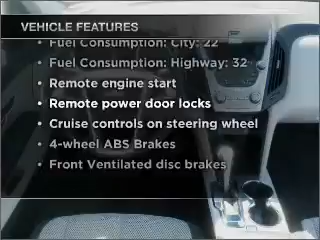 VEHICLE FEATURES
• Fuel Consumption: City: 22
• Fuel Consumption: Highway: 32
• Remote engine start
• Remote power door locks
• Cruise controls on steering wheel
• 4-wheel ABS Brakes
• Front Ventilated disc brakes